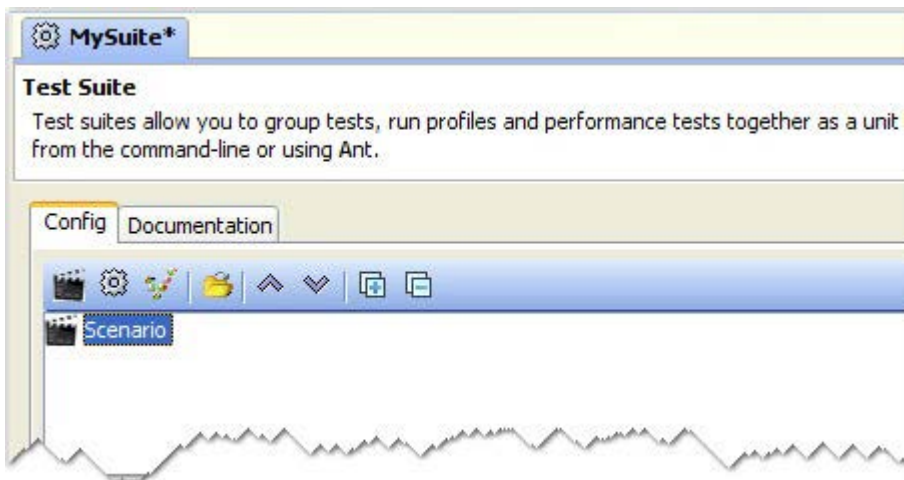 MySuite*
Test Suite
Test suites allow you to group tests, run profiles and performance tests together as a unit
from the command-line or using Ant.
Config
Documentation
Scenario